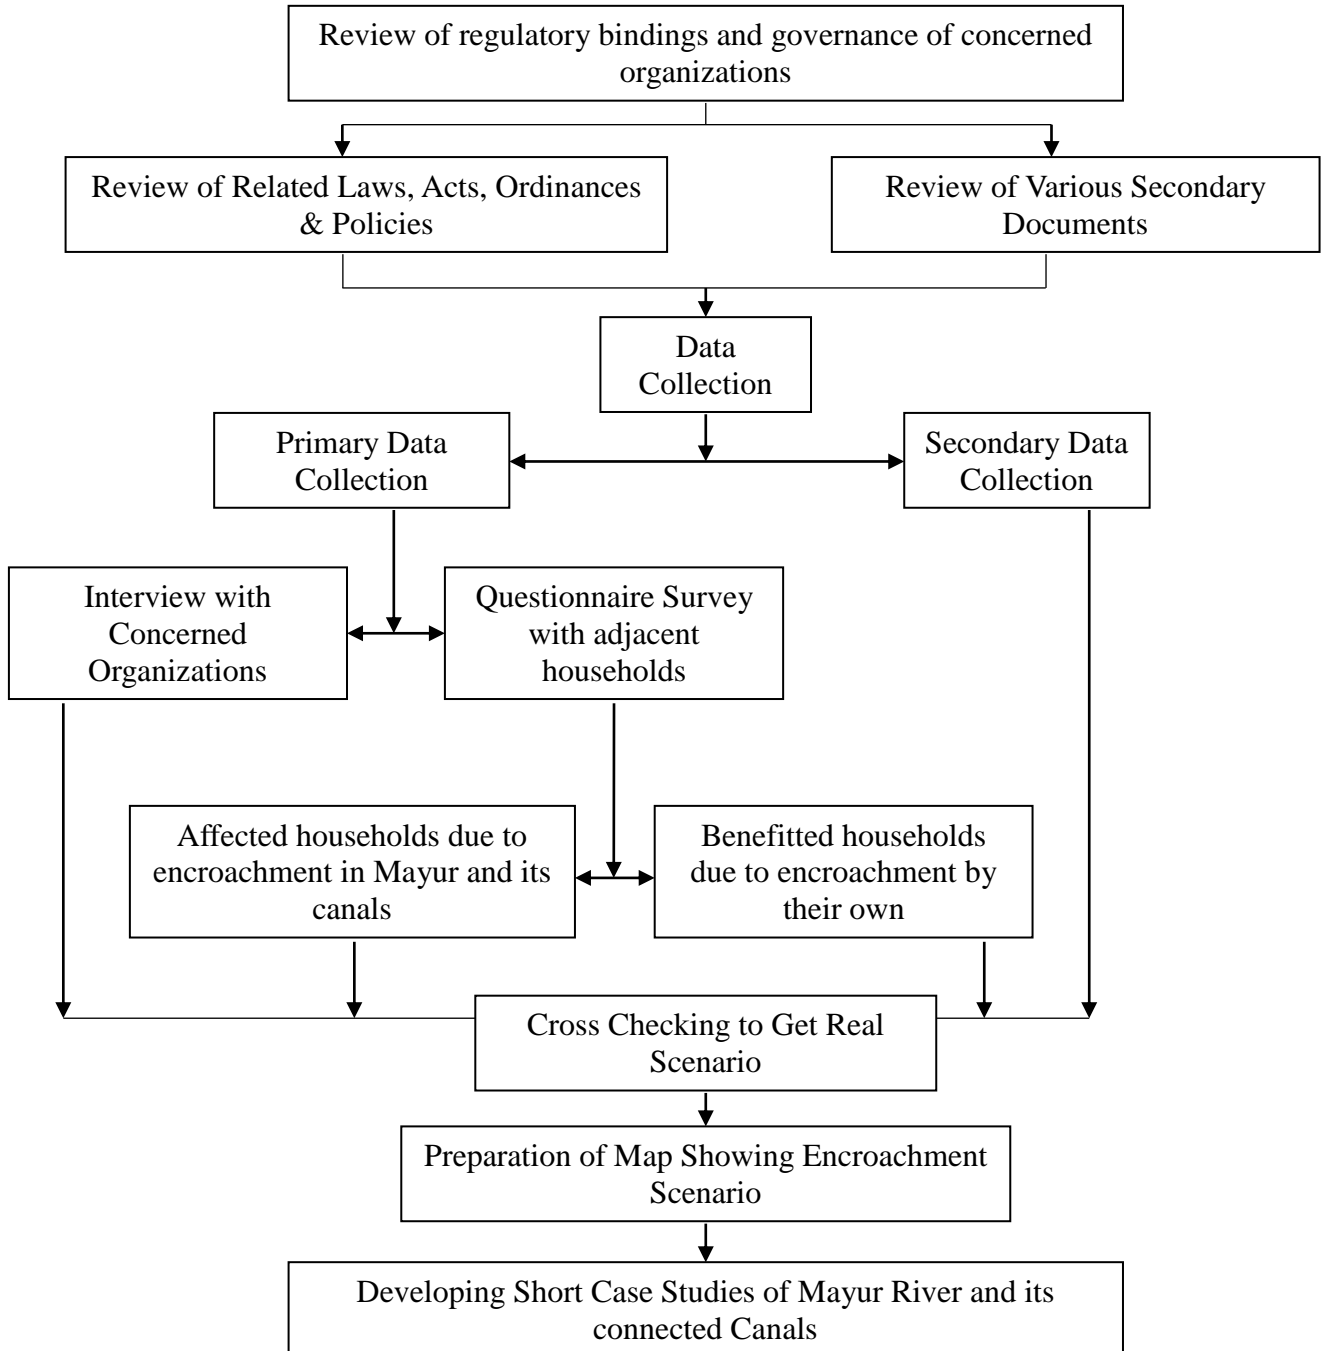 Review of regulatory bindings and governance of concerned
organizations
Review of Related Laws, Acts, Ordinances
& Policies
Review of Various Secondary
Documents
Data
Collection
Primary Data
Collection
Secondary Data
Collection
Interview with
Concerned
Organizations
Questionnaire Survey
with adjacent
households
Affected households due to
encroachment in Mayur and its
canals
Benefitted households
due to encroachment by
their own
Cross Checking to Get Real
Scenario
Preparation of Map Showing Encroachment
Scenario
Developing Short Case Studies of Mayur River and its
connected Canals